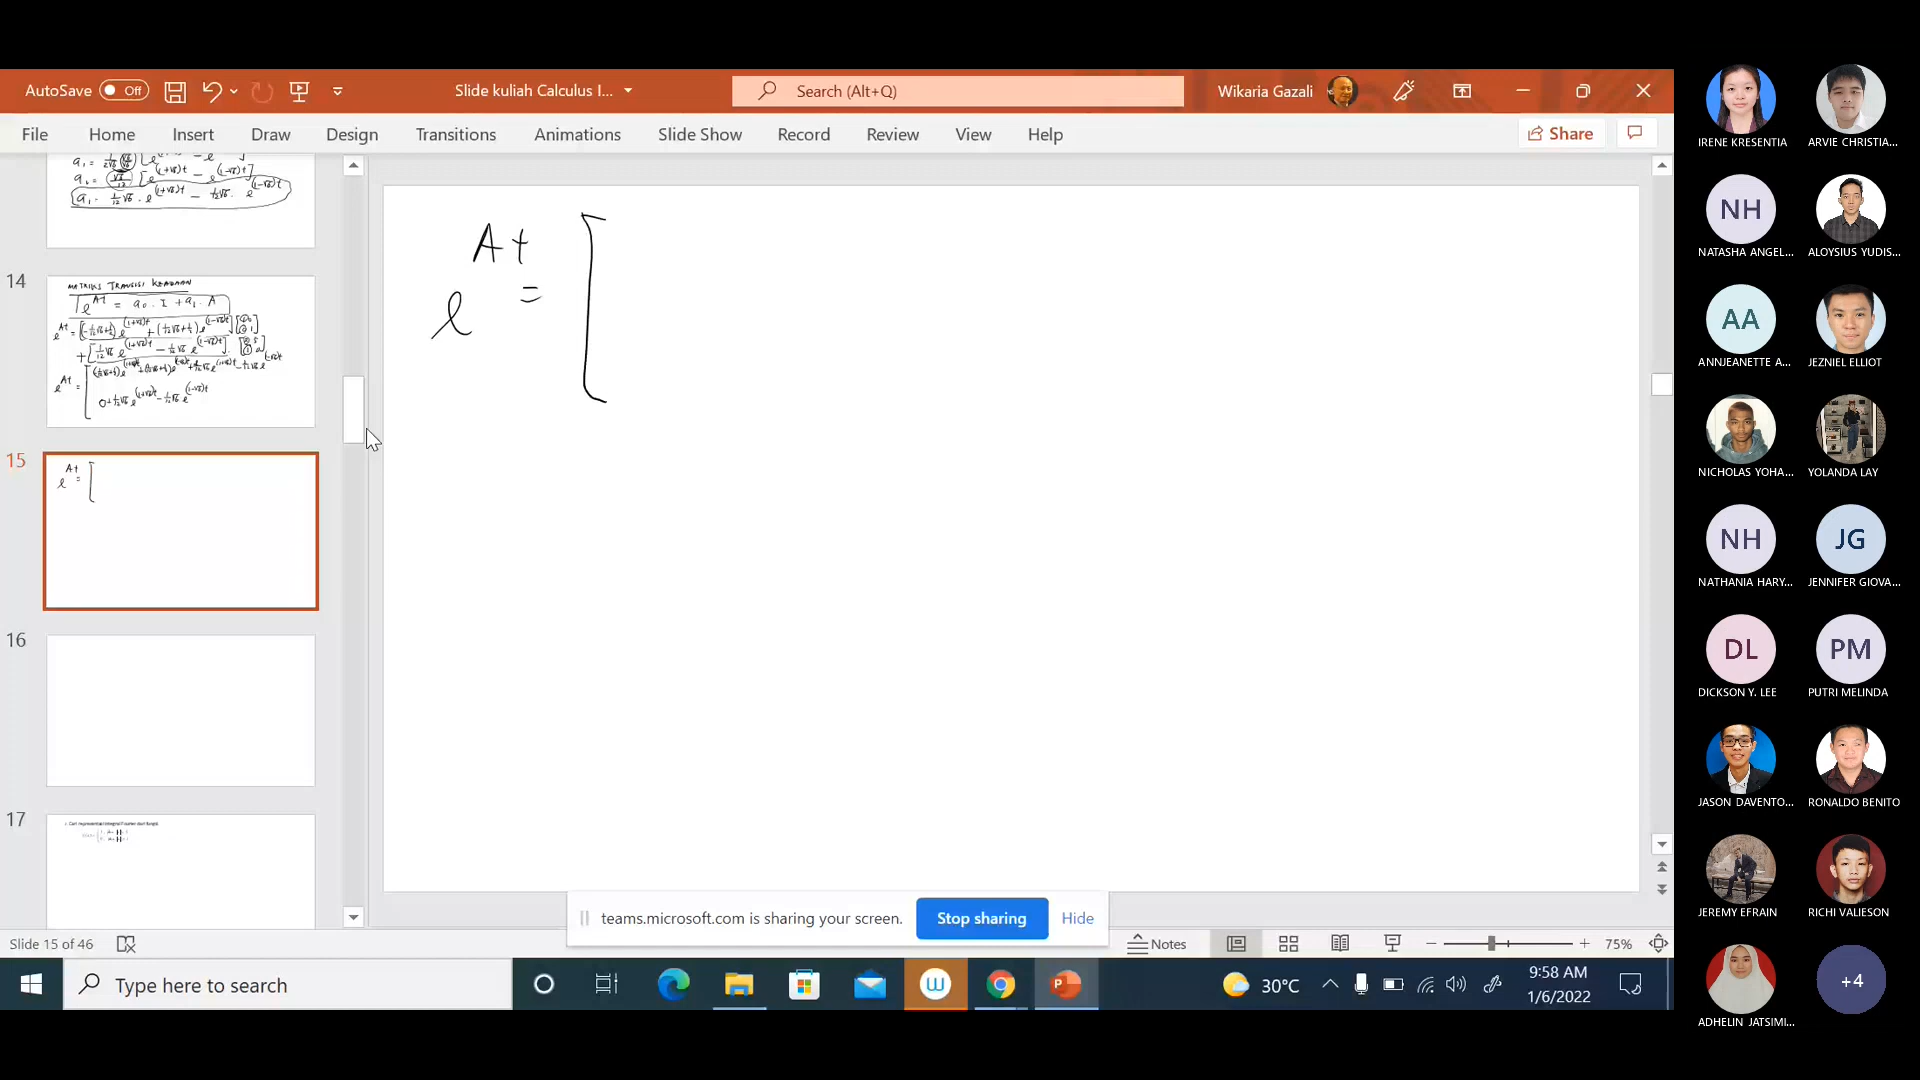 AutoSave Off
Slide kuliah Calculus I...
Search (Alt+Q)
Wikaria Gazali
File Home Insert Draw Design Transitions Animations Slide Show Record Review View Help
Share
14
MATRIKS TRANSISI KEADAAN
e^At = a₀ . I + a₁ . A
15
e^At = [
16
17
e^At = [
teams.microsoft.com is sharing your screen. Stop sharing Hide
Slide 15 of 46
Notes
75%
Type here to search
30°C
9:58 AM
1/6/2022
IRENE KRESENTIA
ARVIE CHRISTIA...
NH
NATASHA ANGEL...
ALOYSIUS YUDIS...
AA
ANNJEANETTE A...
JEZNIEL ELLIOT
NICHOLAS YOHA...
YOLANDA LAY
NH
NATHANIA HARY...
JG
JENNIFER GIOVA...
DL
DICKSON Y. LEE
PM
PUTRI MELINDA
JASON DAVENTO...
RONALDO BENITO
JEREMY EFRAIN
RICHI VALIESON
ADHELIN JATSIMI...
+4